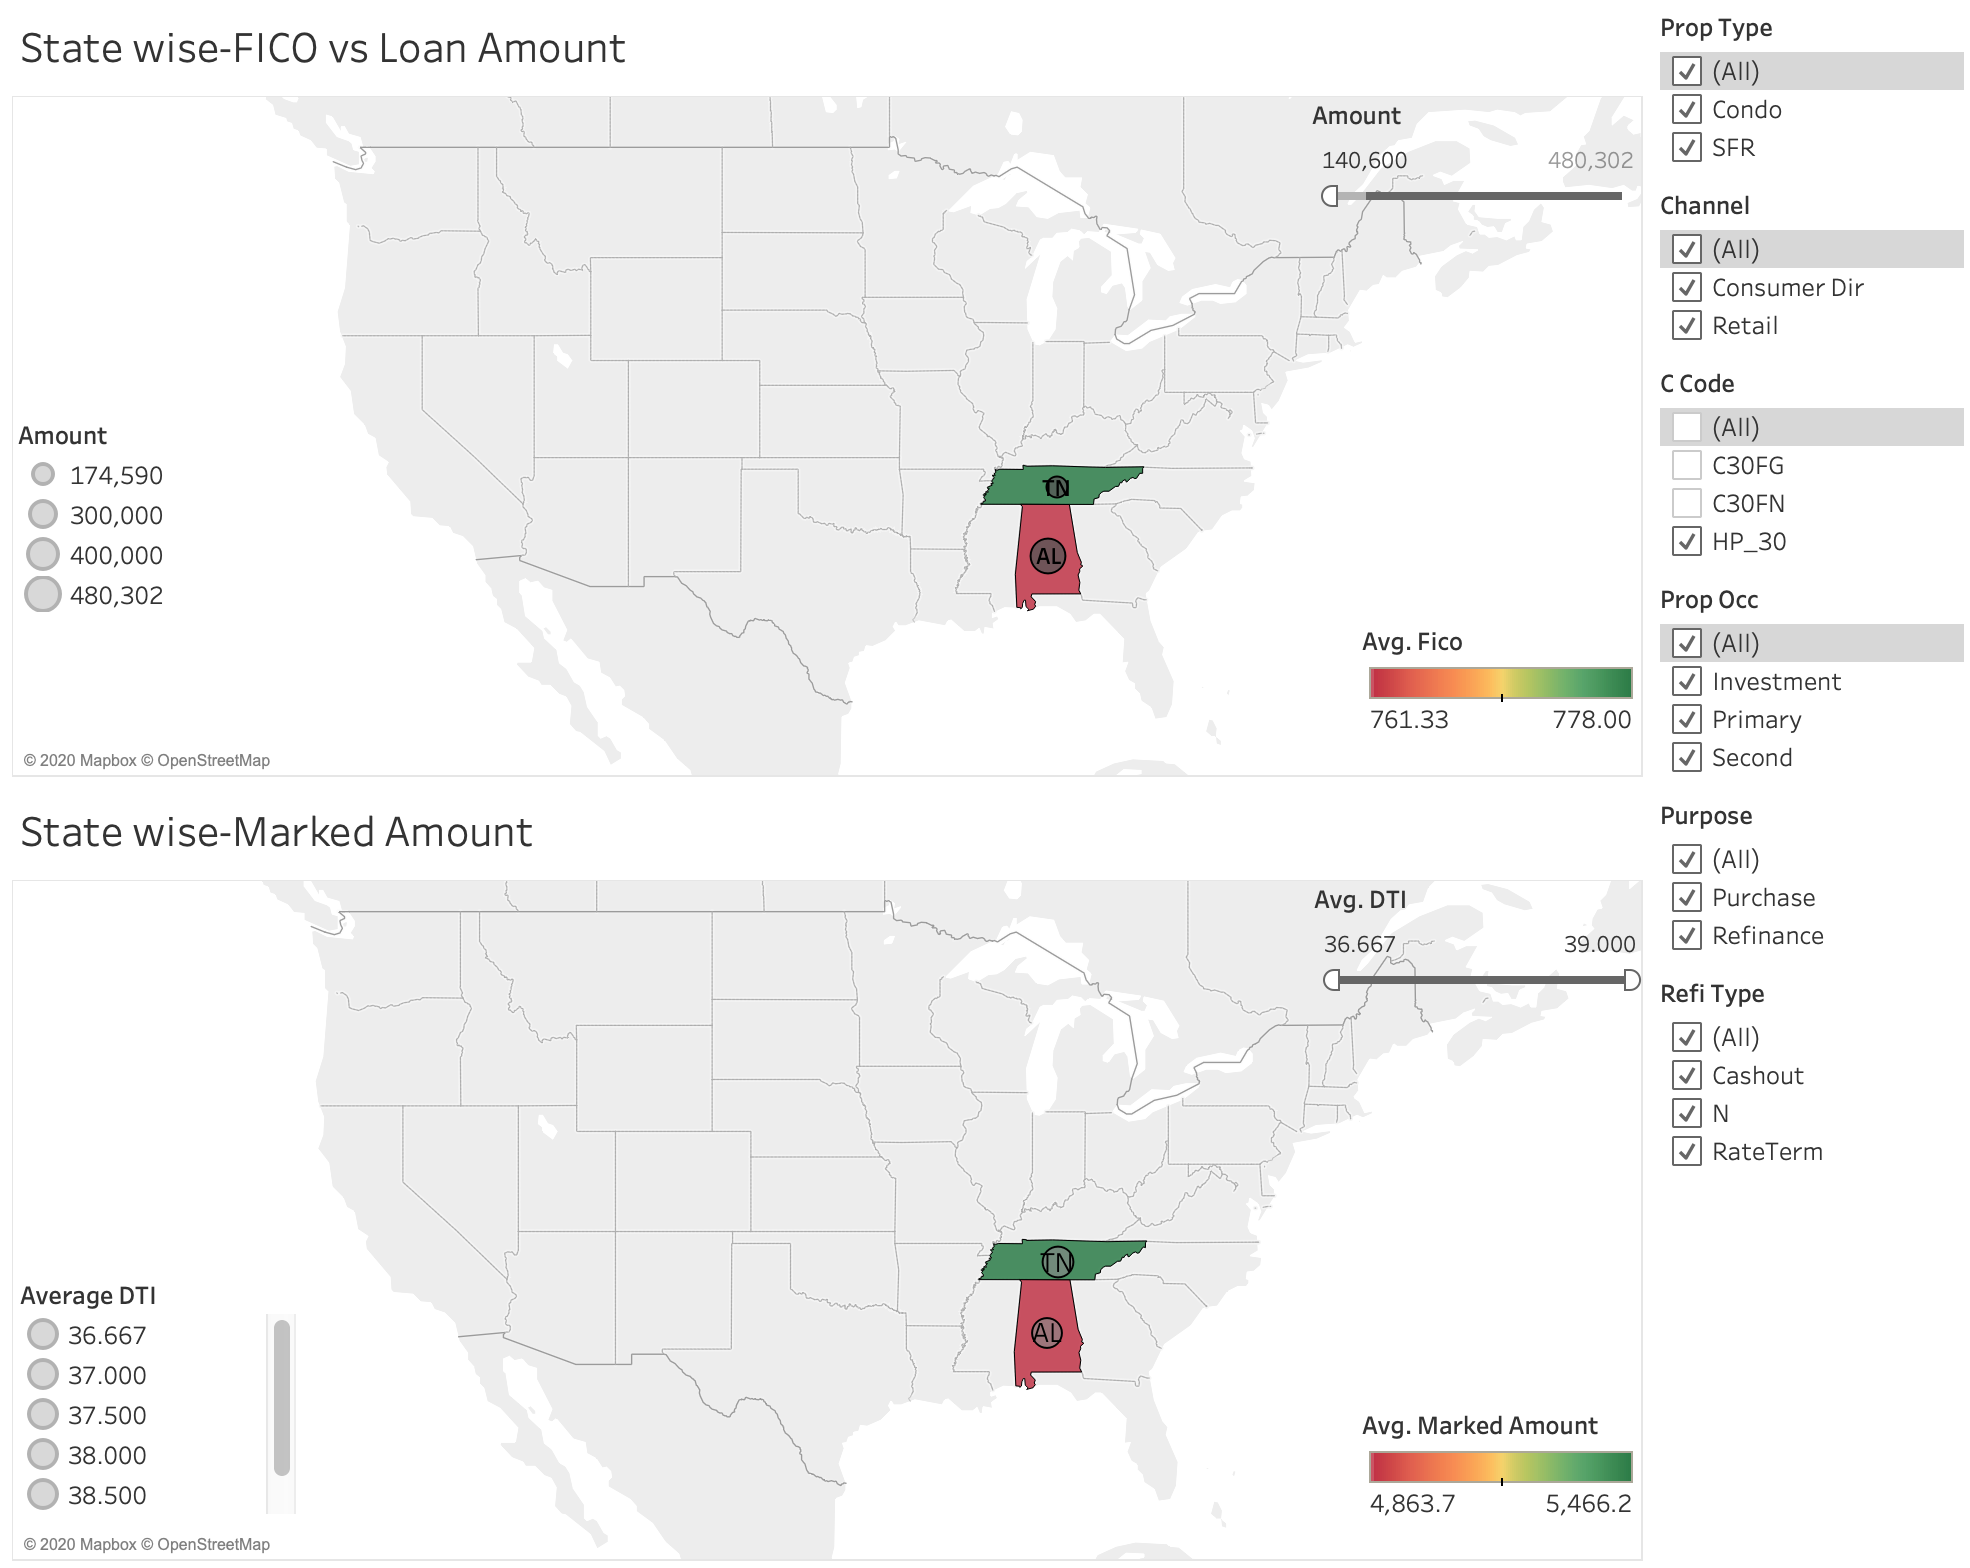 State wise-FICO vs Loan Amount
Amount
140,600 480,302
Amount
174,590
300,000
400,000
480,302
TN
AL
Avg. Fico
761.33 778.00
© 2020 Mapbox © OpenStreetMap
State wise-Marked Amount
Avg. DTI
36.667 39.000
Average DTI
36.667
37.000
37.500
38.000
38.500
TN
AL
Avg. Marked Amount
4,863.7 5,466.2
© 2020 Mapbox © OpenStreetMap
Prop Type
(All)
Condo
SFR
Channel
(All)
Consumer Dir
Retail
C Code
(All)
C30FG
C30FN
HP_30
Prop Occ
(All)
Investment
Primary
Second
Purpose
(All)
Purchase
Refinance
Refi Type
(All)
Cashout
N
RateTerm